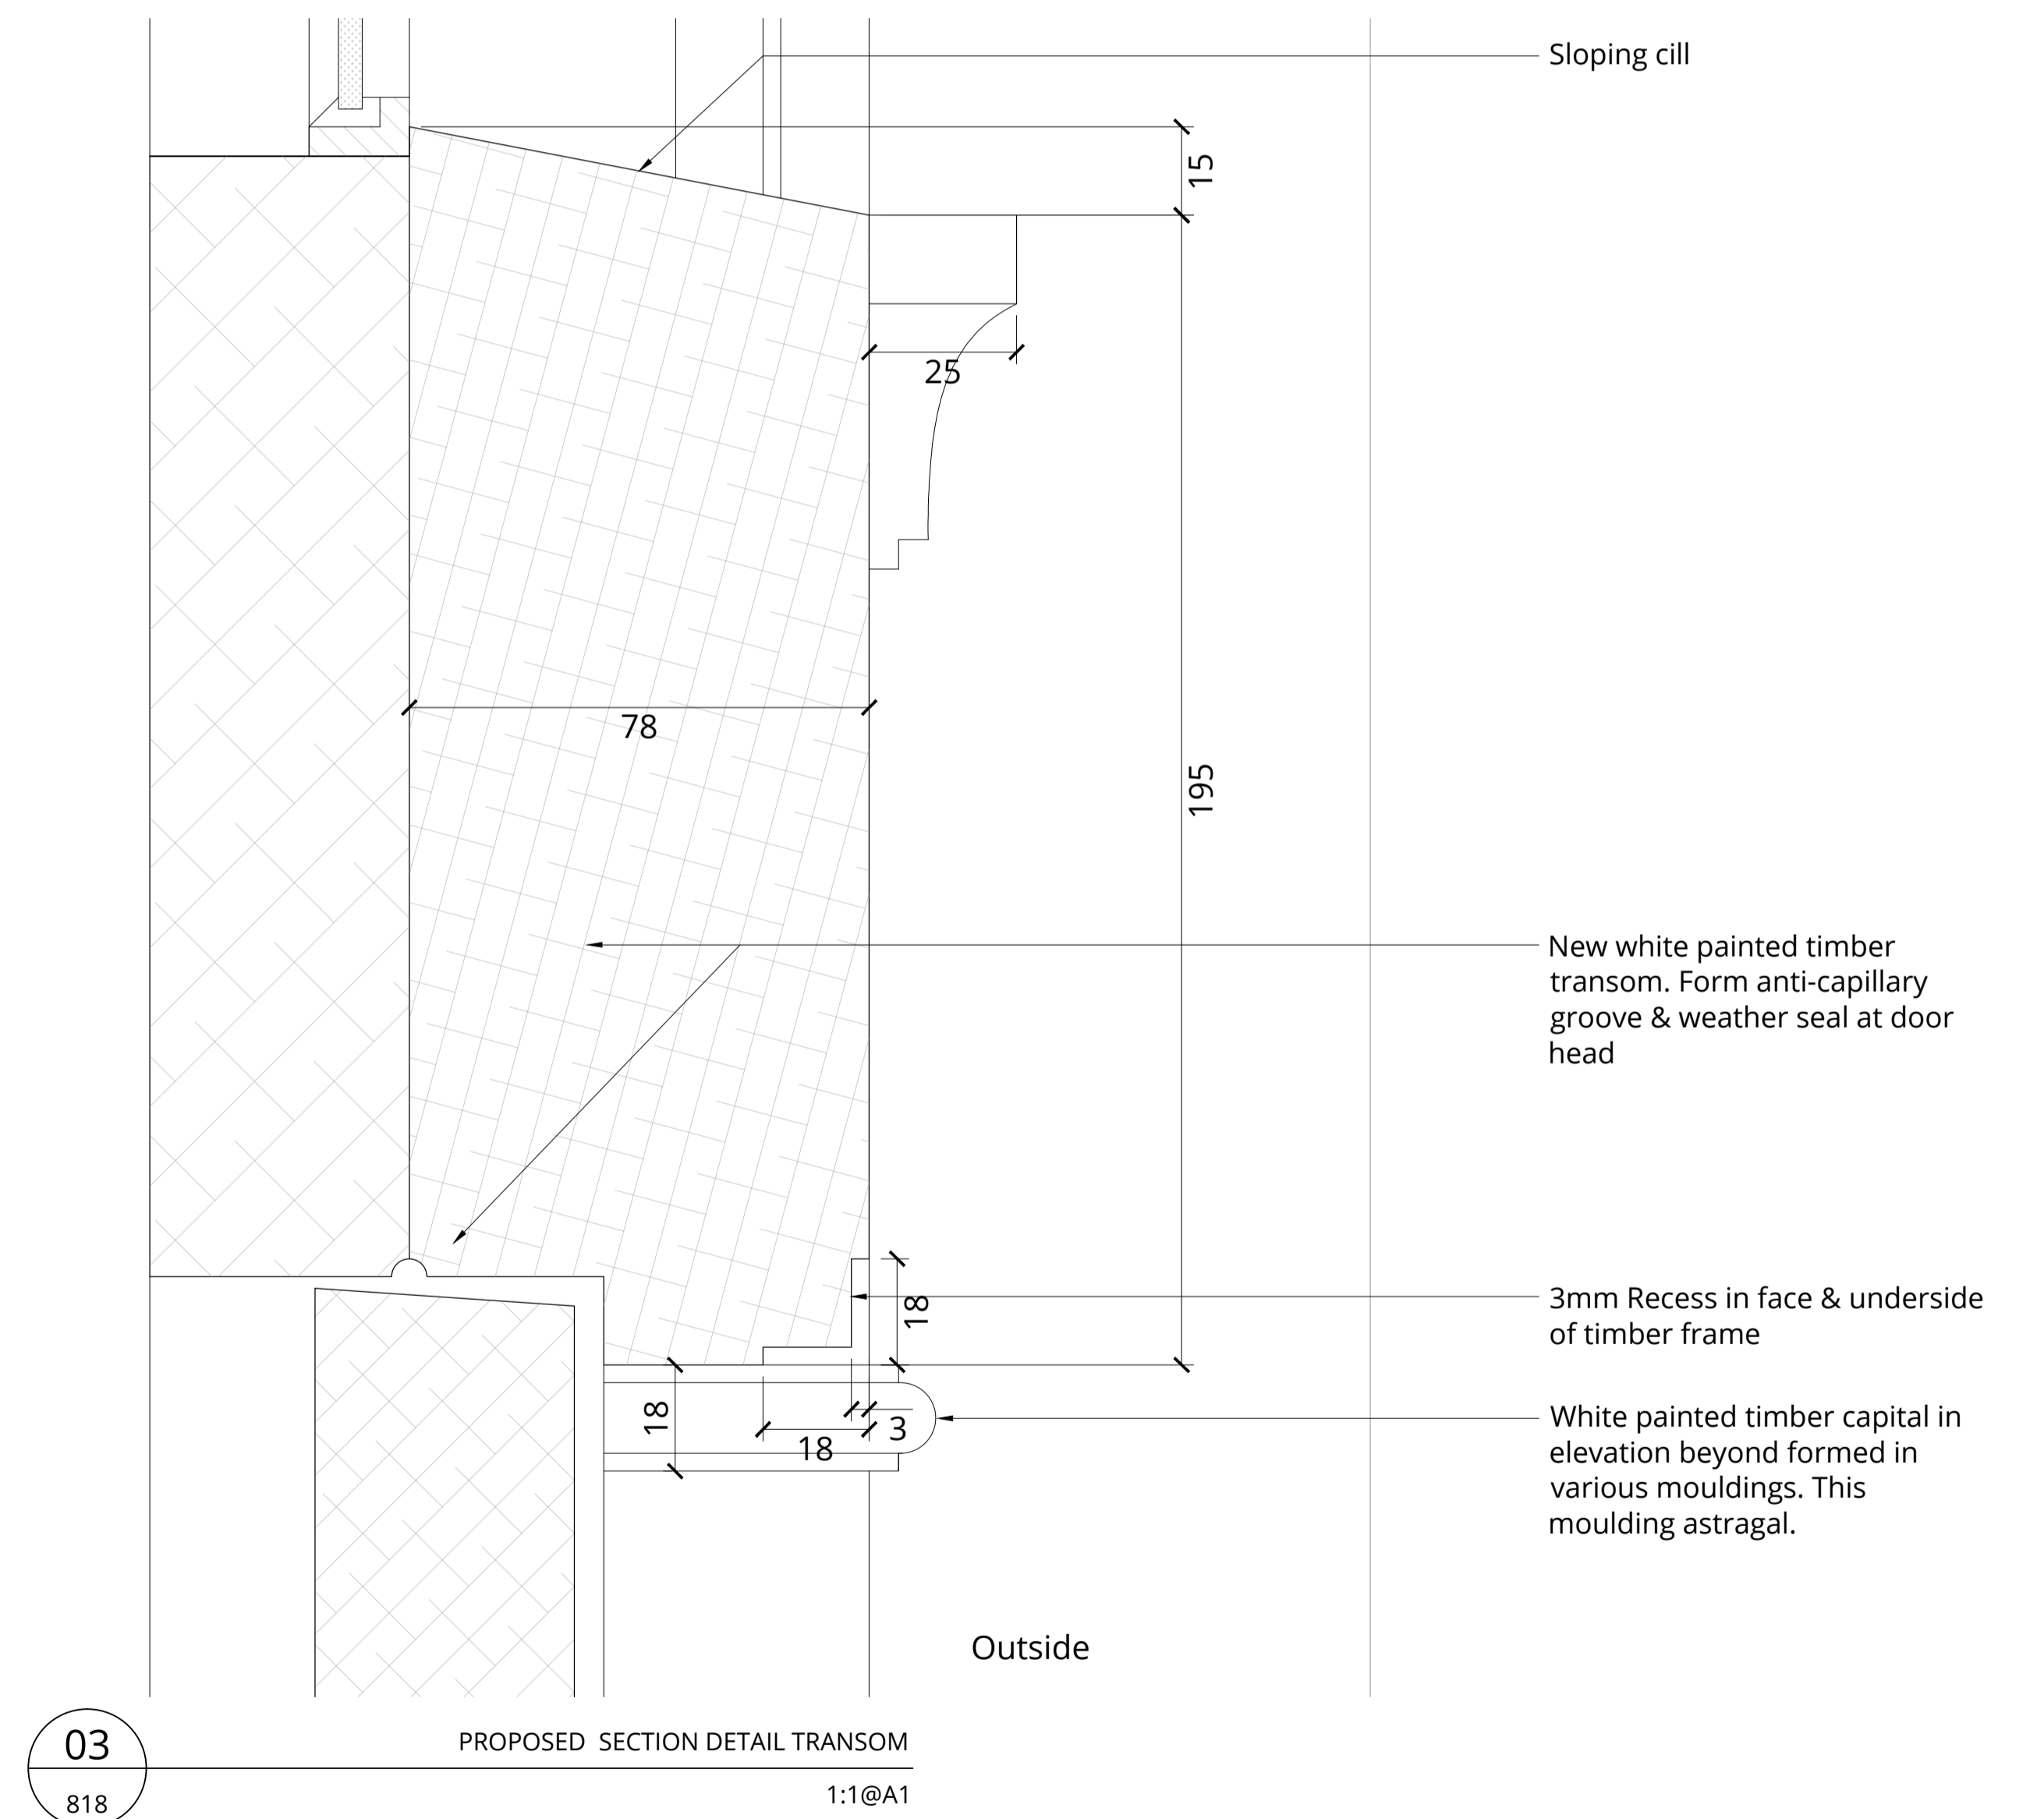 Sloping cill
15
25
78
195
New white painted timber
transom. Form anti-capillary
groove & weather seal at door
head
18
3mm Recess in face & underside
of timber frame
18
3
18
White painted timber capital in
elevation beyond formed in
various mouldings. This
moulding astragal.
Outside
03
PROPOSED SECTION DETAIL TRANSOM
818
1:1@A1